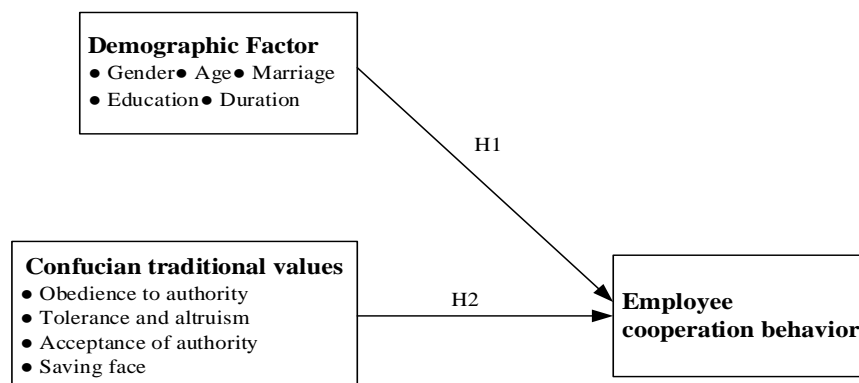 Demographic Factor
● Gender● Age● Marriage
● Education● Duration
H1
Confucian traditional values
● Obedience to authority
● Tolerance and altruism
● Acceptance of authority
● Saving face
H2
Employee
cooperation behavior